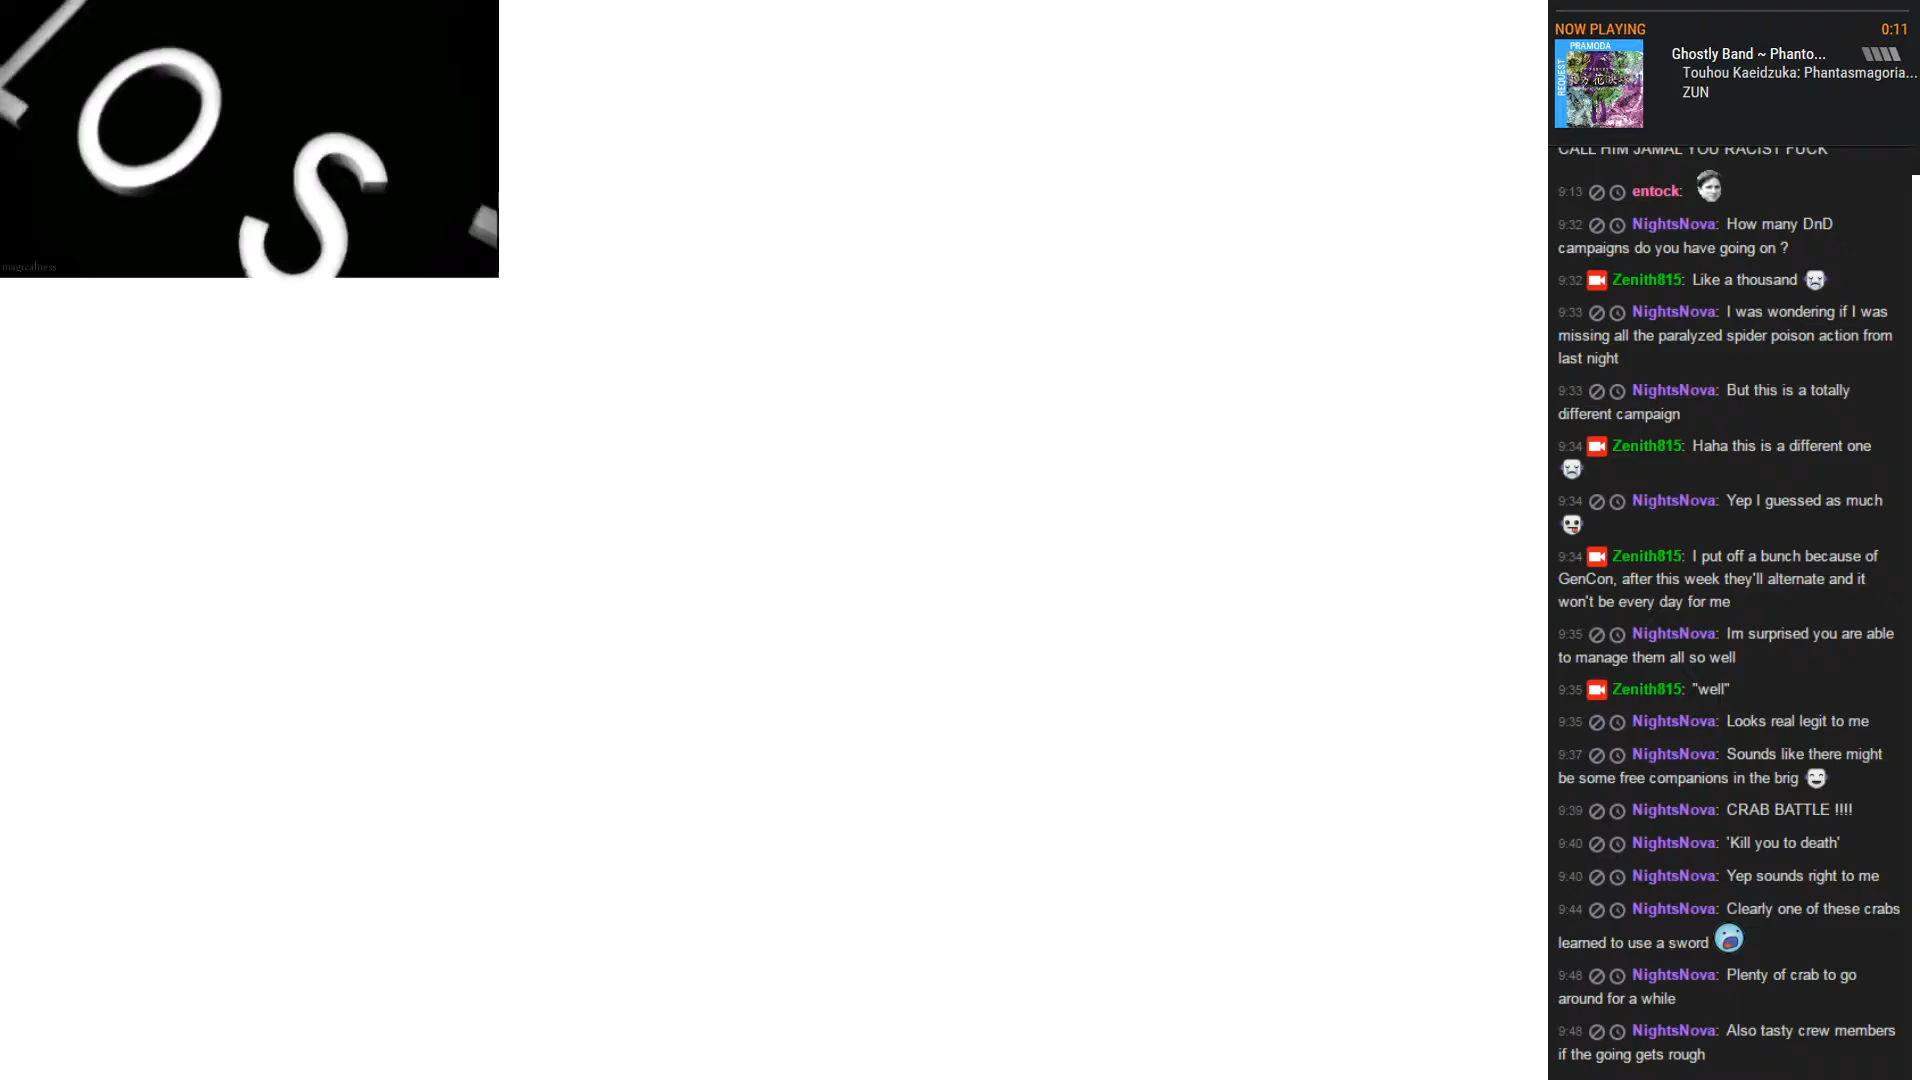 LOS
magicalness
NOW PLAYING 0:11
PRAMODA
REQUEST
Ghostly Band ~ Phanto...
Touhou Kaeidzuka: Phantasmagoria...
ZUN
CALL HIM JAMAL YOU RACIST FUCK
9:13 entock:
9:32 NightsNova: How many DnD
campaigns do you have going on ?
9:32 Zenith815: Like a thousand
9:33 NightsNova: I was wondering if I was
missing all the paralyzed spider poison action from
last night
9:33 NightsNova: But this is a totally
different campaign
9:34 Zenith815: Haha this is a different one
9:34 NightsNova: Yep I guessed as much
9:34 Zenith815: I put off a bunch because of
GenCon, after this week they'll alternate and it
won't be every day for me
9:35 NightsNova: Im surprised you are able
to manage them all so well
9:35 Zenith815: "well"
9:35 NightsNova: Looks real legit to me
9:37 NightsNova: Sounds like there might
be some free companions in the brig
9:39 NightsNova: CRAB BATTLE !!!!
9:40 NightsNova: 'Kill you to death'
9:40 NightsNova: Yep sounds right to me
9:44 NightsNova: Clearly one of these crabs
learned to use a sword
9:48 NightsNova: Plenty of crab to go
around for a while
9:48 NightsNova: Also tasty crew members
if the going gets rough